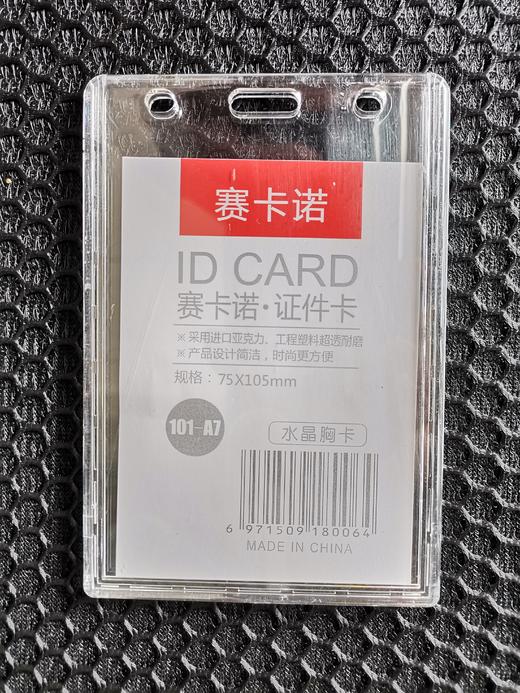 赛卡诺
ID CARD
赛卡诺·证件卡
※采用进口亚克力、工程塑料超透耐磨
※产品设计简洁，时尚更方便
规格：75X105mm
101-A7
水晶胸卡
6 971509 180064
MADE IN CHINA